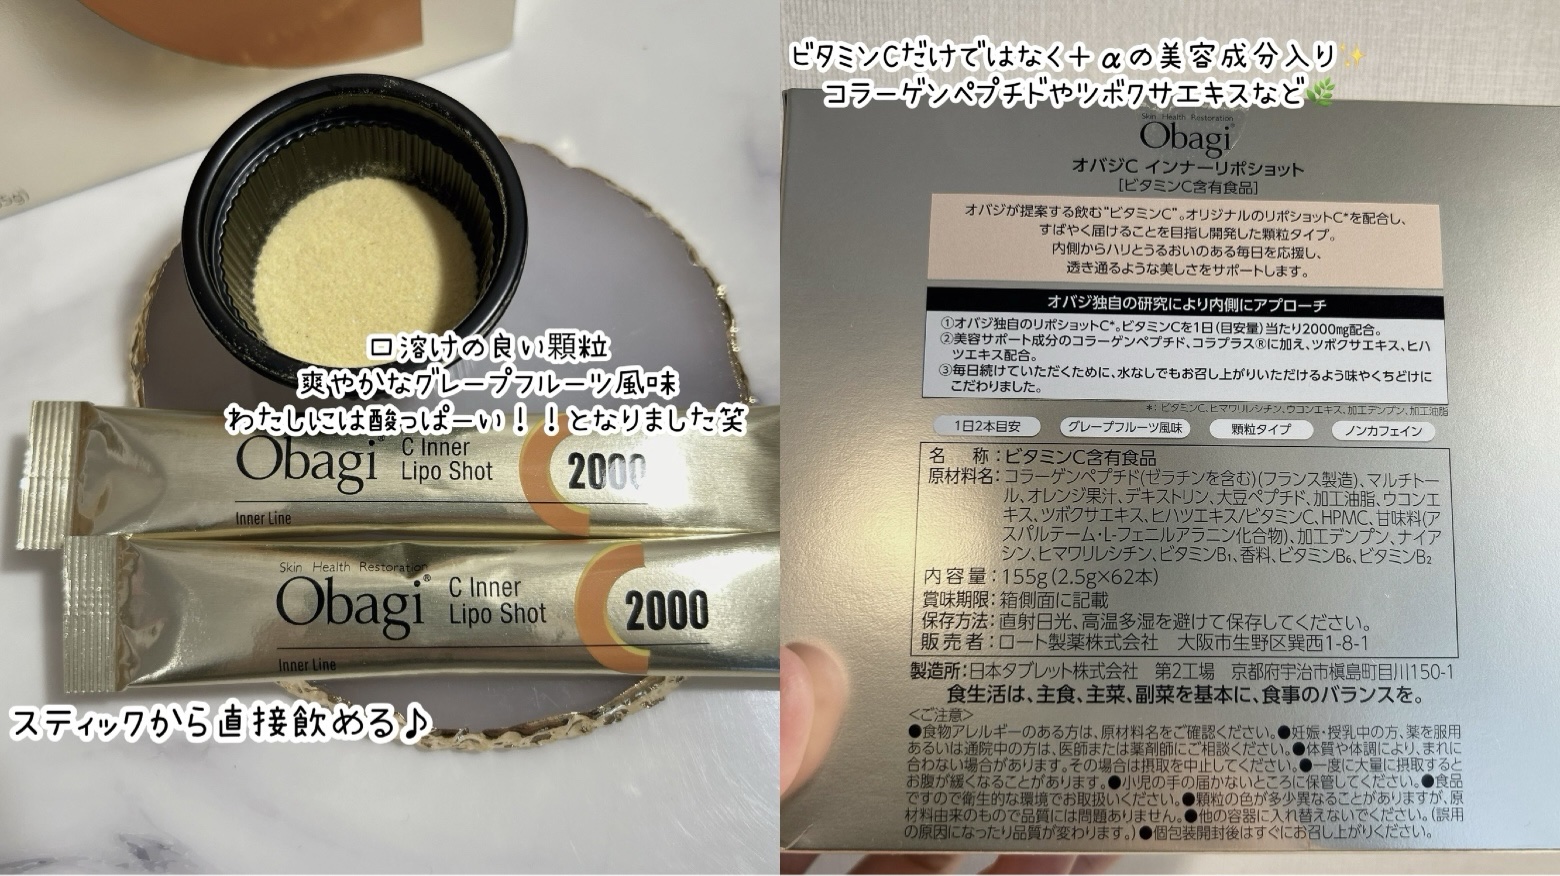 5g)
口溶けの良い顆粒
爽やかなグレープフルーツ風味
わたしには酸っぱーい！！となりました笑
Obagi®
C Inner
Lipo Shot
2000
Inner Line
Skin Health Restoration
Obagi®
C Inner
Lipo Shot
2000
Inner Line
スティックから直接飲める♪
ビタミンCだけではなく＋αの美容成分入り✨
コラーゲンペプチドやツボクサエキスなど🌿
Skin Health Restoration
Obagi®
オバジC インナーリポショット
[ビタミンC含有食品]
オバジが提案する飲む"ビタミンC"。オリジナルのリポショットC*を配合し、
すばやく届けることを目指し開発した顆粒タイプ。
内側からハリとうるおいのある毎日を応援し、
透き通るような美しさをサポートします。
オバジ独自の研究により内側にアプローチ
①オバジ独自のリポショットC*。ビタミンCを1日(目安量)当たり2000mg配合。
②美容サポート成分のコラーゲンペプチド、コラプラス®に加え、ツボクサエキス、ヒハ
ツエキス配合。
③毎日続けていただくために、水なしでもお召し上がりいただけるよう味やくちどけに
こだわりました。
*: ビタミンC、ヒマワリレシチン、ウコンエキス、加工デンプン、加工油脂
1日2本目安
グレープフルーツ風味
顆粒タイプ
ノンカフェイン
名 称:ビタミンC含有食品
原材料名:コラーゲンペプチド(ゼラチンを含む)(フランス製造)、マルチトー
ル、オレンジ果汁、デキストリン、大豆ペプチド、加工油脂、ウコンエ
キス、ツボクサエキス、ヒハツエキス/ビタミンC、HPMC、甘味料(ア
スパルテーム・L-フェニルアラニン化合物)、加工デンプン、ナイア
シン、ヒマワリレシチン、ビタミンB₁、香料、ビタミンB₆、ビタミンB₂
内容量:155g(2.5g×62本)
賞味期限:箱側面に記載
保存方法:直射日光、高温多湿を避けて保存してください。
販売者:ロート製薬株式会社 大阪市生野区巽西1-8-1
製造所:日本タブレット株式会社 第2工場 京都府宇治市槇島町目川150-1
食生活は、主食、主菜、副菜を基本に、食事のバランスを。
<ご注意>
●食物アレルギーのある方は、原材料名をご確認ください。●妊娠・授乳中の方、薬を服用
あるいは通院中の方は、医師または薬剤師にご相談ください。●体質や体調により、まれに
合わない場合があります。その場合は摂取を中止してください。●一度に大量に摂取すると
お腹が緩くなることがあります。●小児の手の届かないところに保管してください。●食品
ですので衛生的な環境でお取扱いください。●顆粒の色が多少異なることがありますが、原
材料由来のもので品質には問題ありません。●他の容器に入れ替えないでください。(誤用
の原因になったり品質が変わります。)●個包装開封後はすぐにお召し上がりください。